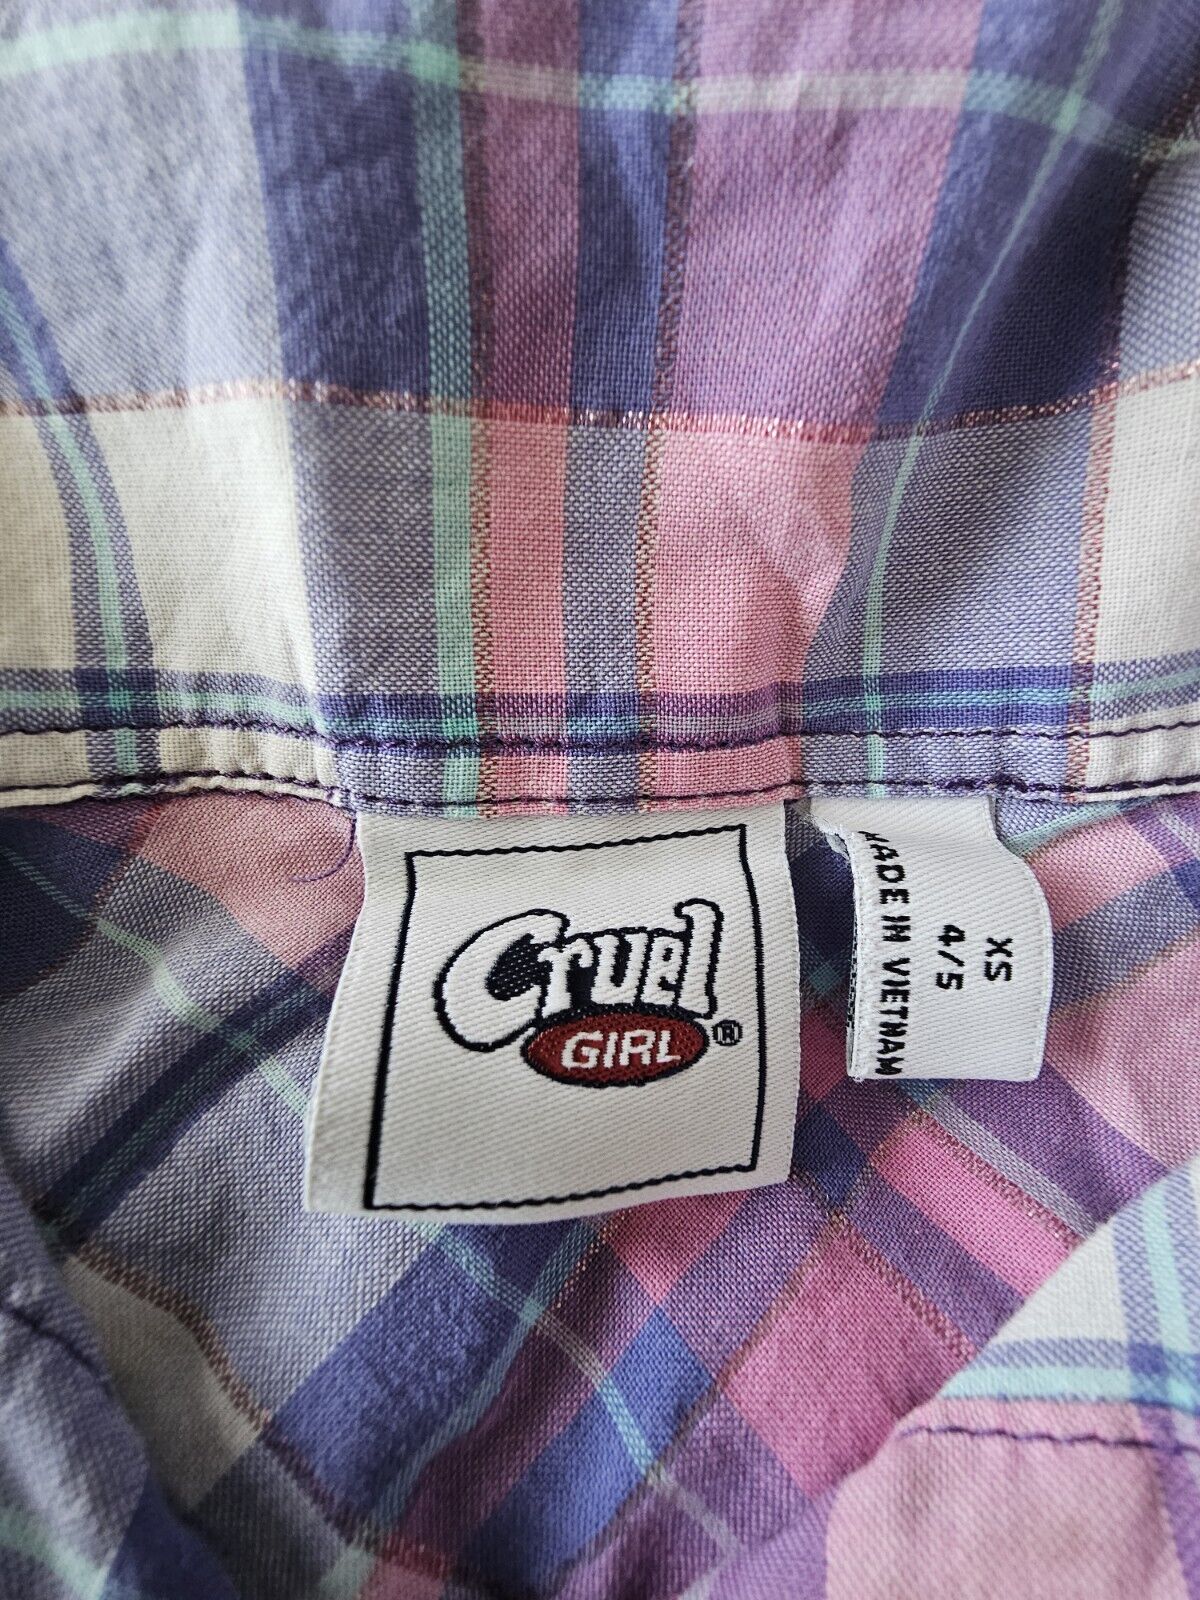 Cruel
GIRL®
XS
4/5
MADE IN VIETNAM